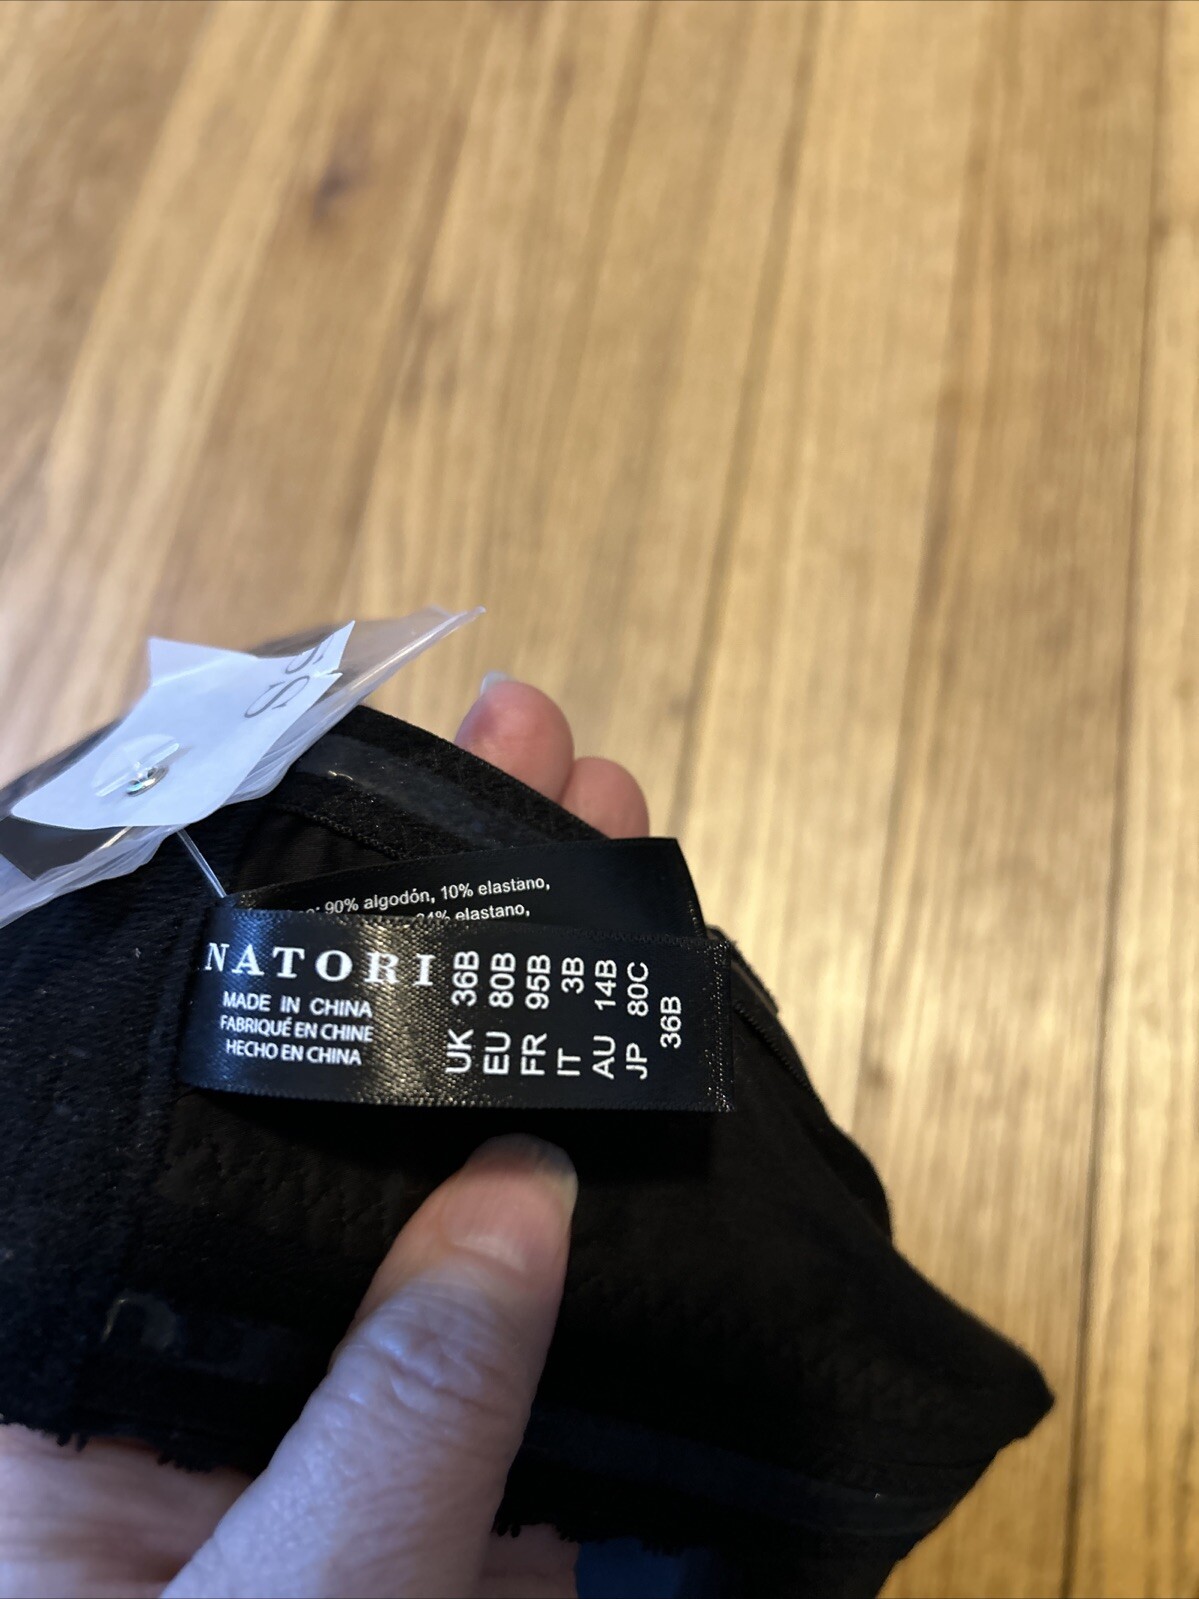 SS
90% algodón, 10% elastano,
elastano,
NATORI
MADE IN CHINA
FABRIQUÉ EN CHINE
HECHO EN CHINA
UK 36B
EU 80B
FR 95B
IT 3B
AU 14B
JP 80C
36B